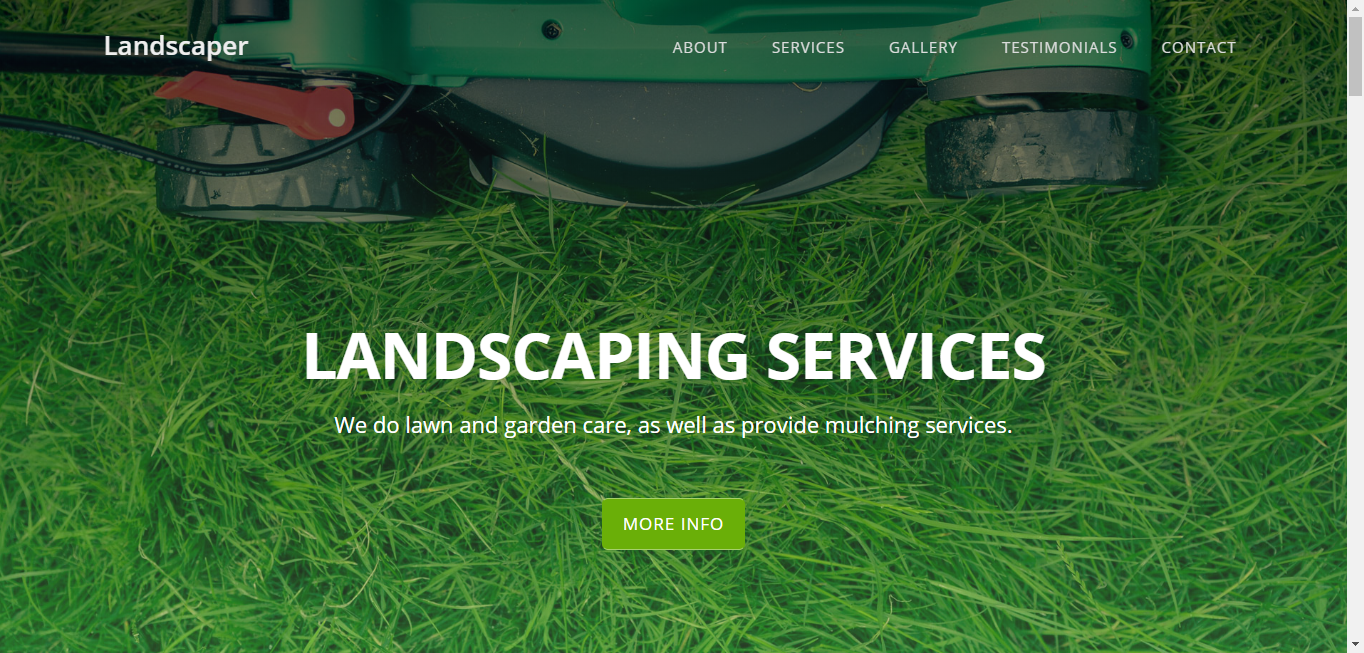 Landscaper
ABOUT SERVICES GALLERY TESTIMONIALS CONTACT
LANDSCAPING SERVICES
We do lawn and garden care, as well as provide mulching services.
MORE INFO